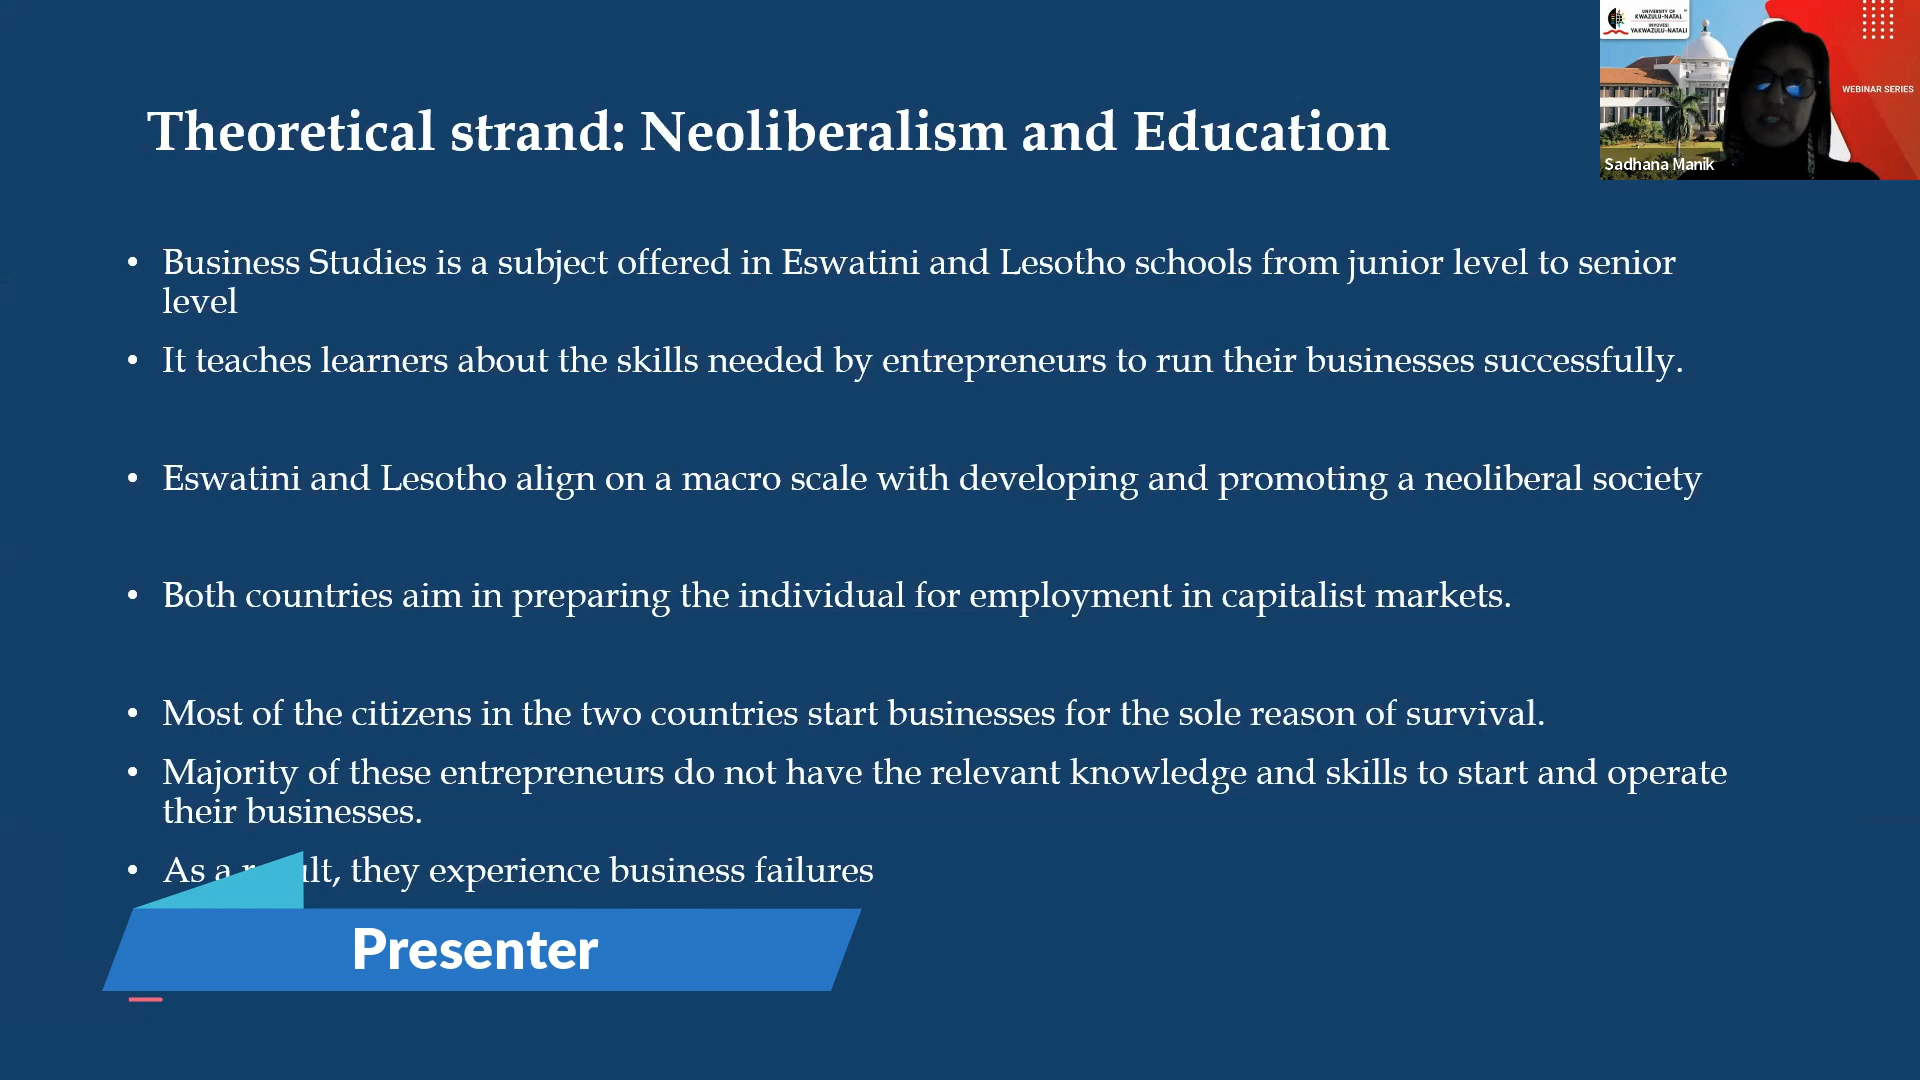 Theoretical strand: Neoliberalism and Education
UNIVERSITY OF
KWAZULU-NATAL
INYUVESI
YAKWAZULU-NATALI
WEBINAR SERIES
Sadhana Manik
• Business Studies is a subject offered in Eswatini and Lesotho schools from junior level to senior
level
• It teaches learners about the skills needed by entrepreneurs to run their businesses successfully.
• Eswatini and Lesotho align on a macro scale with developing and promoting a neoliberal society
• Both countries aim in preparing the individual for employment in capitalist markets.
• Most of the citizens in the two countries start businesses for the sole reason of survival.
• Majority of these entrepreneurs do not have the relevant knowledge and skills to start and operate
their businesses.
• As a they experience business failures
Presenter